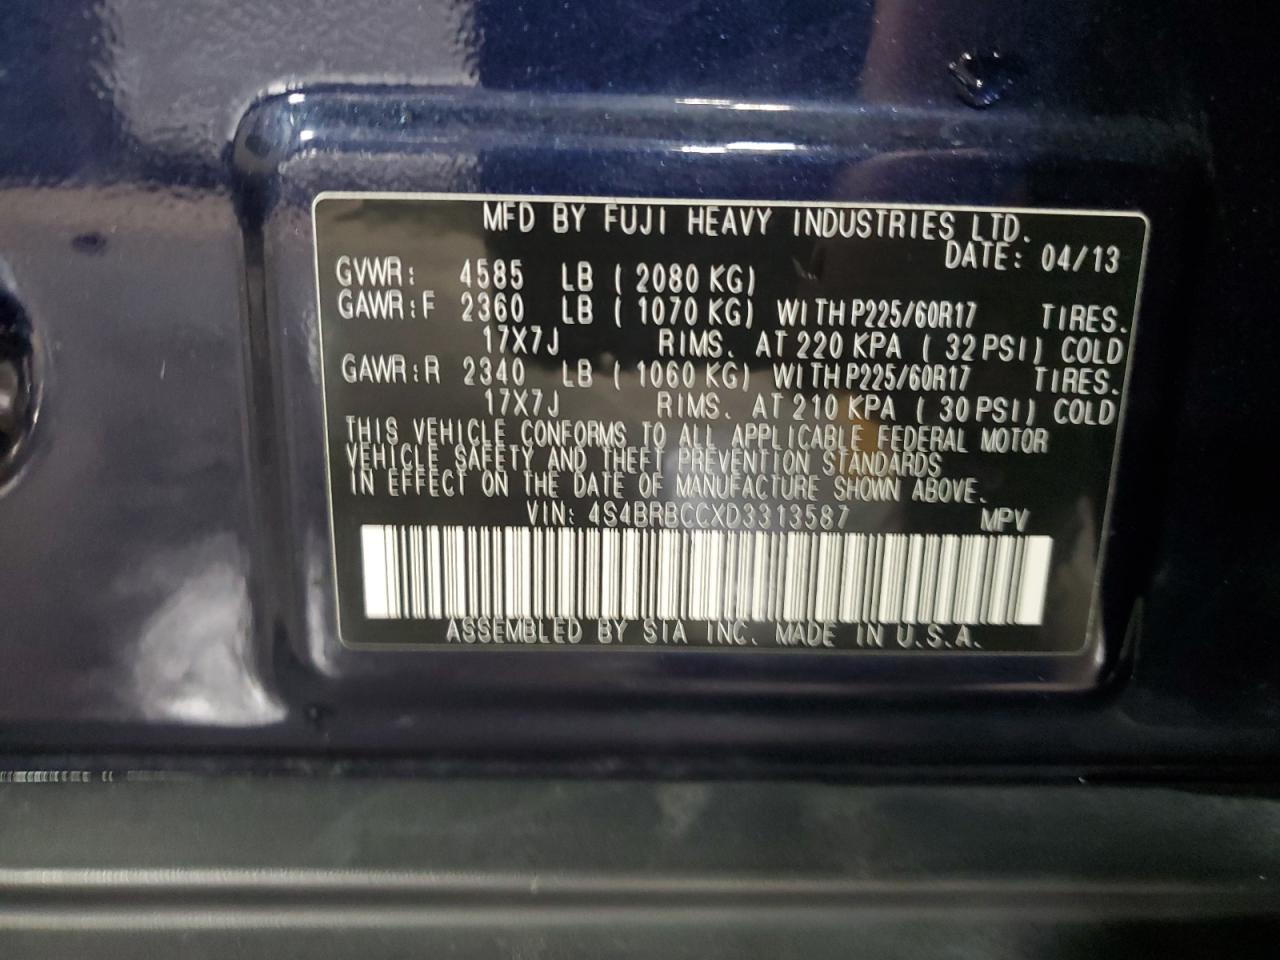 MFD BY FUJI HEAVY INDUSTRIES LTD.
DATE: 04/13
GVWR: 4585 LB ( 2080 KG)
GAWR:F 2360 LB ( 1070 KG) WITH P225/60R17 TIRES.
17X7J RIMS. AT 220 KPA ( 32 PSI) COLD
GAWR:R 2340 LB ( 1060 KG) WITH P225/60R17 TIRES.
17X7J RIMS. AT 210 KPA ( 30 PSI) COLD
THIS VEHICLE CONFORMS TO ALL APPLICABLE FEDERAL MOTOR
VEHICLE SAFETY AND THEFT PREVENTION STANDARDS
IN EFFECT ON THE DATE OF MANUFACTURE SHOWN ABOVE.
VIN: 4S4BRBCCXD3313587 MPV
ASSEMBLED BY SIA INC. MADE IN U.S.A.